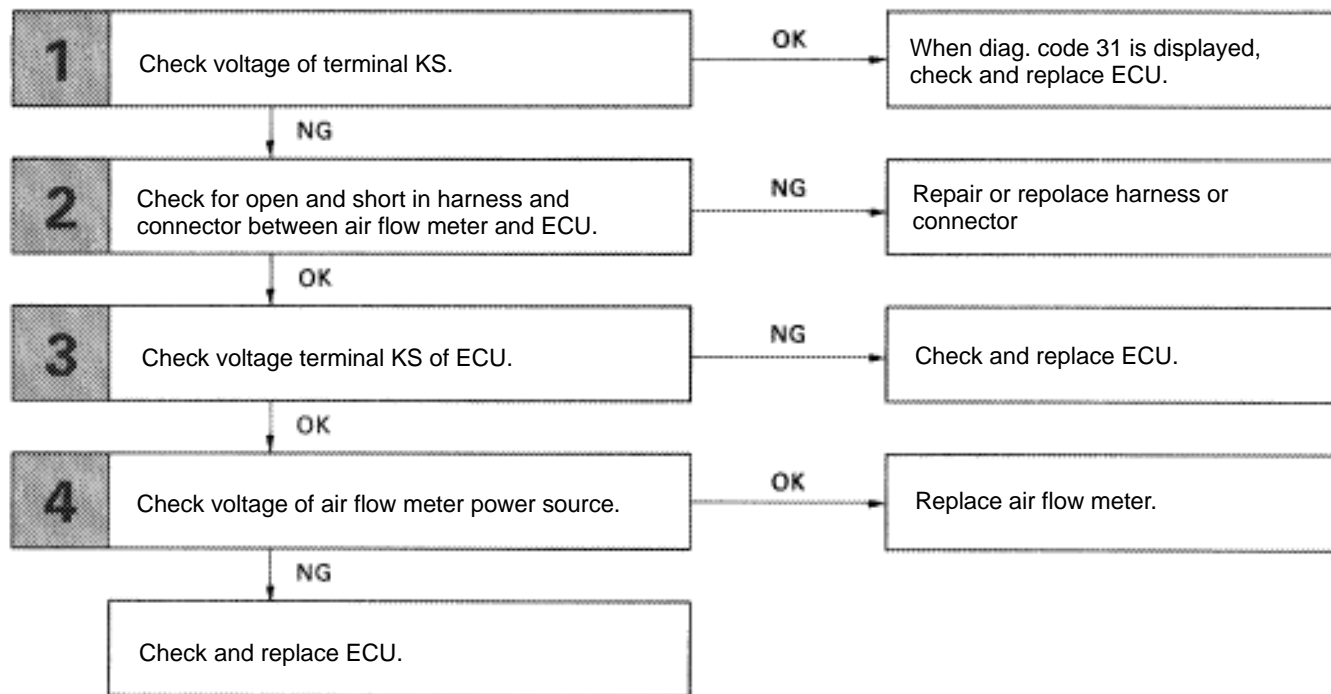 1
Check voltage of terminal KS.
OK
When diag. code 31 is displayed,
check and replace ECU.
NG
2
Check for open and short in harness and
connector between air flow meter and ECU.
NG
Repair or repolace harness or
connector
OK
3
Check voltage terminal KS of ECU.
NG
Check and replace ECU.
OK
4
Check voltage of air flow meter power source.
OK
Replace air flow meter.
NG
Check and replace ECU.